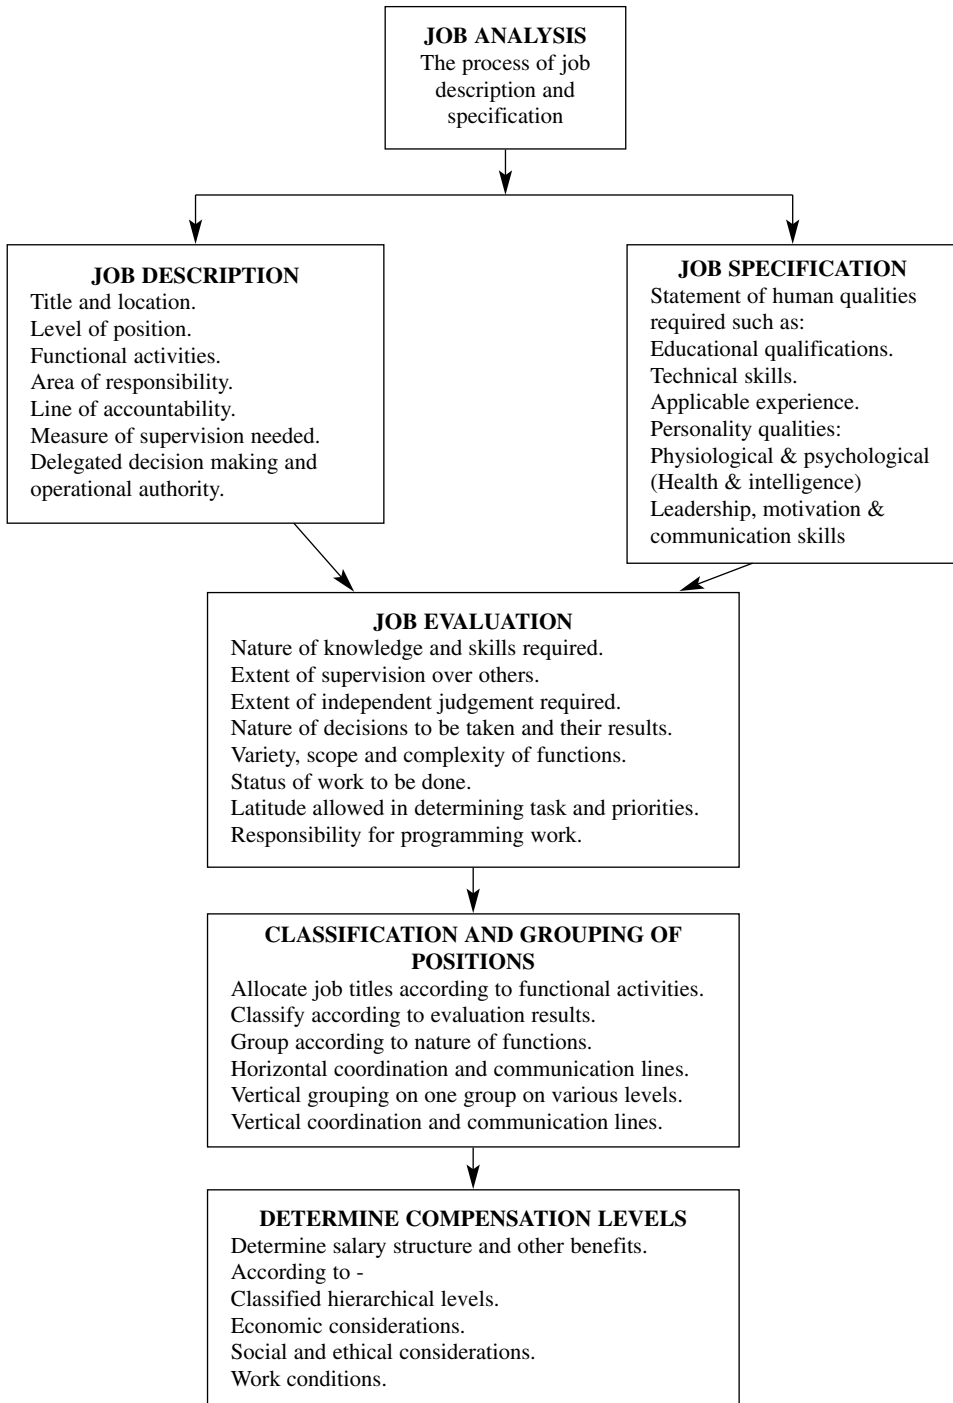 JOB ANALYSIS
The process of job
description and
specification
JOB DESCRIPTION
Title and location.
Level of position.
Functional activities.
Area of responsibility.
Line of accountability.
Measure of supervision needed.
Delegated decision making and
operational authority.
JOB SPECIFICATION
Statement of human qualities
required such as:
Educational qualifications.
Technical skills.
Applicable experience.
Personality qualities:
Physiological & psychological
(Health & intelligence)
Leadership, motivation &
communication skills
JOB EVALUATION
Nature of knowledge and skills required.
Extent of supervision over others.
Extent of independent judgement required.
Nature of decisions to be taken and their results.
Variety, scope and complexity of functions.
Status of work to be done.
Latitude allowed in determining task and priorities.
Responsibility for programming work.
CLASSIFICATION AND GROUPING OF
POSITIONS
Allocate job titles according to functional activities.
Classify according to evaluation results.
Group according to nature of functions.
Horizontal coordination and communication lines.
Vertical grouping on one group on various levels.
Vertical coordination and communication lines.
DETERMINE COMPENSATION LEVELS
Determine salary structure and other benefits.
According to -
Classified hierarchical levels.
Economic considerations.
Social and ethical considerations.
Work conditions.